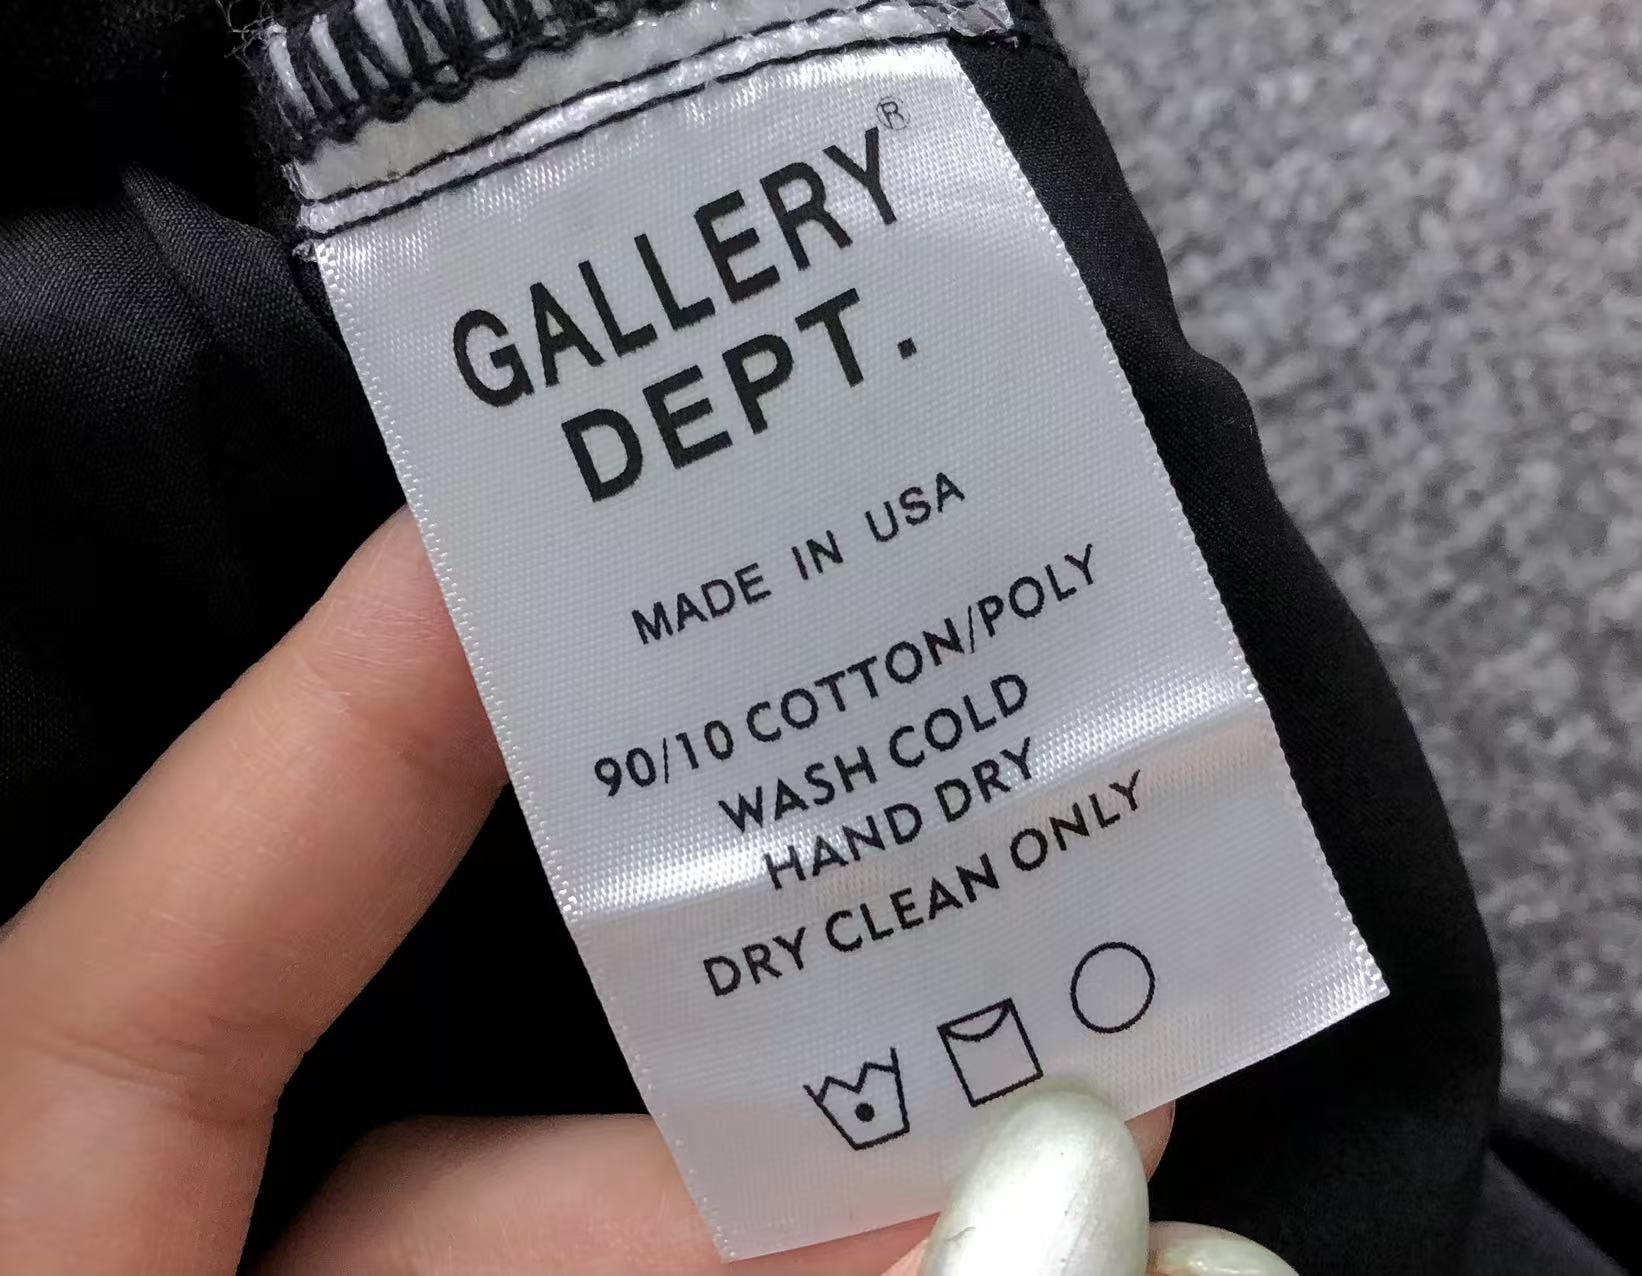 GALLERY®
DEPT.
MADE IN USA
90/10 COTTON/POLY
WASH COLD
HAND DRY
DRY CLEAN ONLY